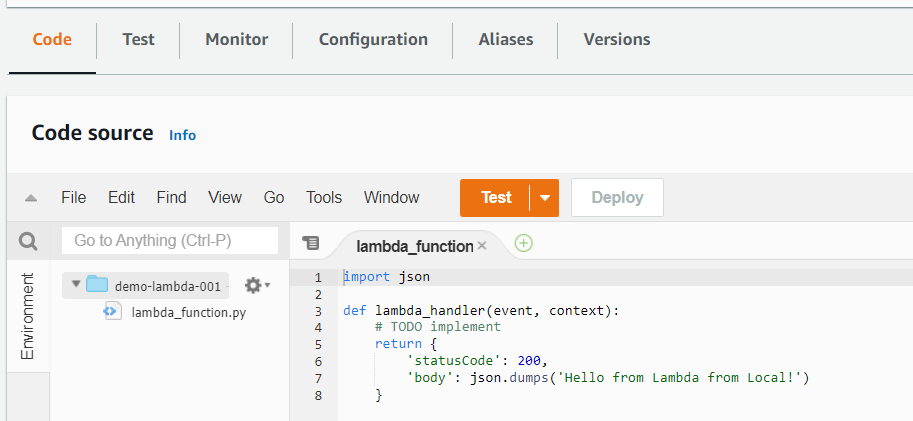 Code Test Monitor Configuration Aliases Versions
Code source Info
File Edit Find View Go Tools Window Test Deploy
Go to Anything (Ctrl-P)
lambda_function
Environment
demo-lambda-001
lambda_function.py
1 import json
2
3 def lambda_handler(event, context):
4     # TODO implement
5     return {
6         'statusCode': 200,
7         'body': json.dumps('Hello from Lambda from Local!')
8     }